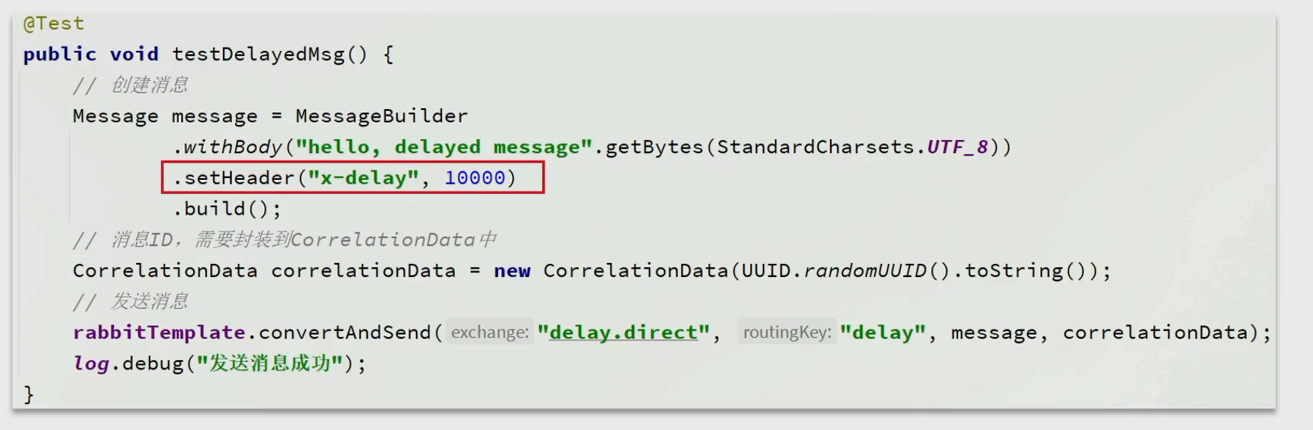 @Test
public void testDelayedMsg() {
// 创建消息
Message message = MessageBuilder
.withBody("hello, delayed message".getBytes(StandardCharsets.UTF_8))
.setHeader("x-delay", 10000)
.build();
// 消息ID，需要封装到CorrelationData中
CorrelationData correlationData = new CorrelationData(UUID.randomUUID().toString());
// 发送消息
rabbitTemplate.convertAndSend( exchange: "delay.direct", routingKey: "delay", message, correlationData);
log.debug("发送消息成功");
}